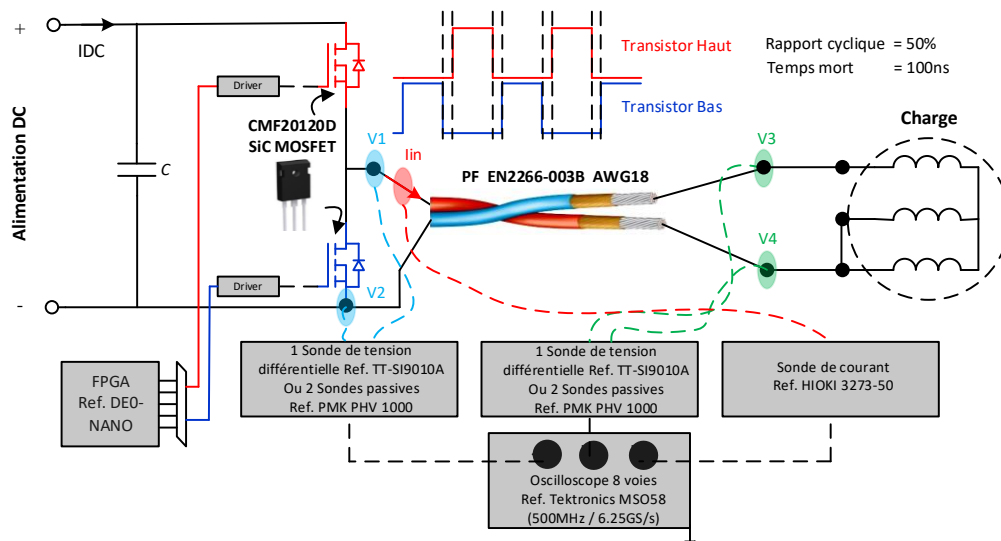 +
IDC
Alimentation DC
-
C
Driver
CMF20120D
SiC MOSFET
Driver
Transistor Haut
Transistor Bas
Rapport cyclique = 50%
Temps mort = 100ns
V1
Iin
V2
PF EN2266-003B AWG18
V3
V4
Charge
FPGA
Ref. DE0-
NANO
1 Sonde de tension
différentielle Ref. TT-SI9010A
Ou 2 Sondes passives
Ref. PMK PHV 1000
1 Sonde de tension
différentielle Ref. TT-SI9010A
Ou 2 Sondes passives
Ref. PMK PHV 1000
Sonde de courant
Ref. HIOKI 3273-50
Oscilloscope 8 voies
Ref. Tektronics MSO58
(500MHz / 6.25GS/s)